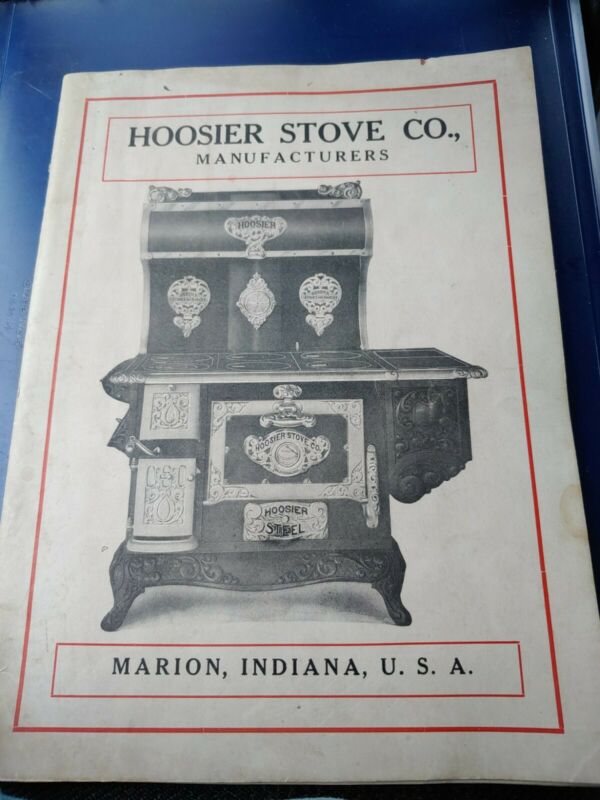 HOOSIER STOVE CO.,
MANUFACTURERS
HOOSIER
HOOSIER STOVE CO.
HOOSIER
STEEL
MARION, INDIANA, U. S. A.